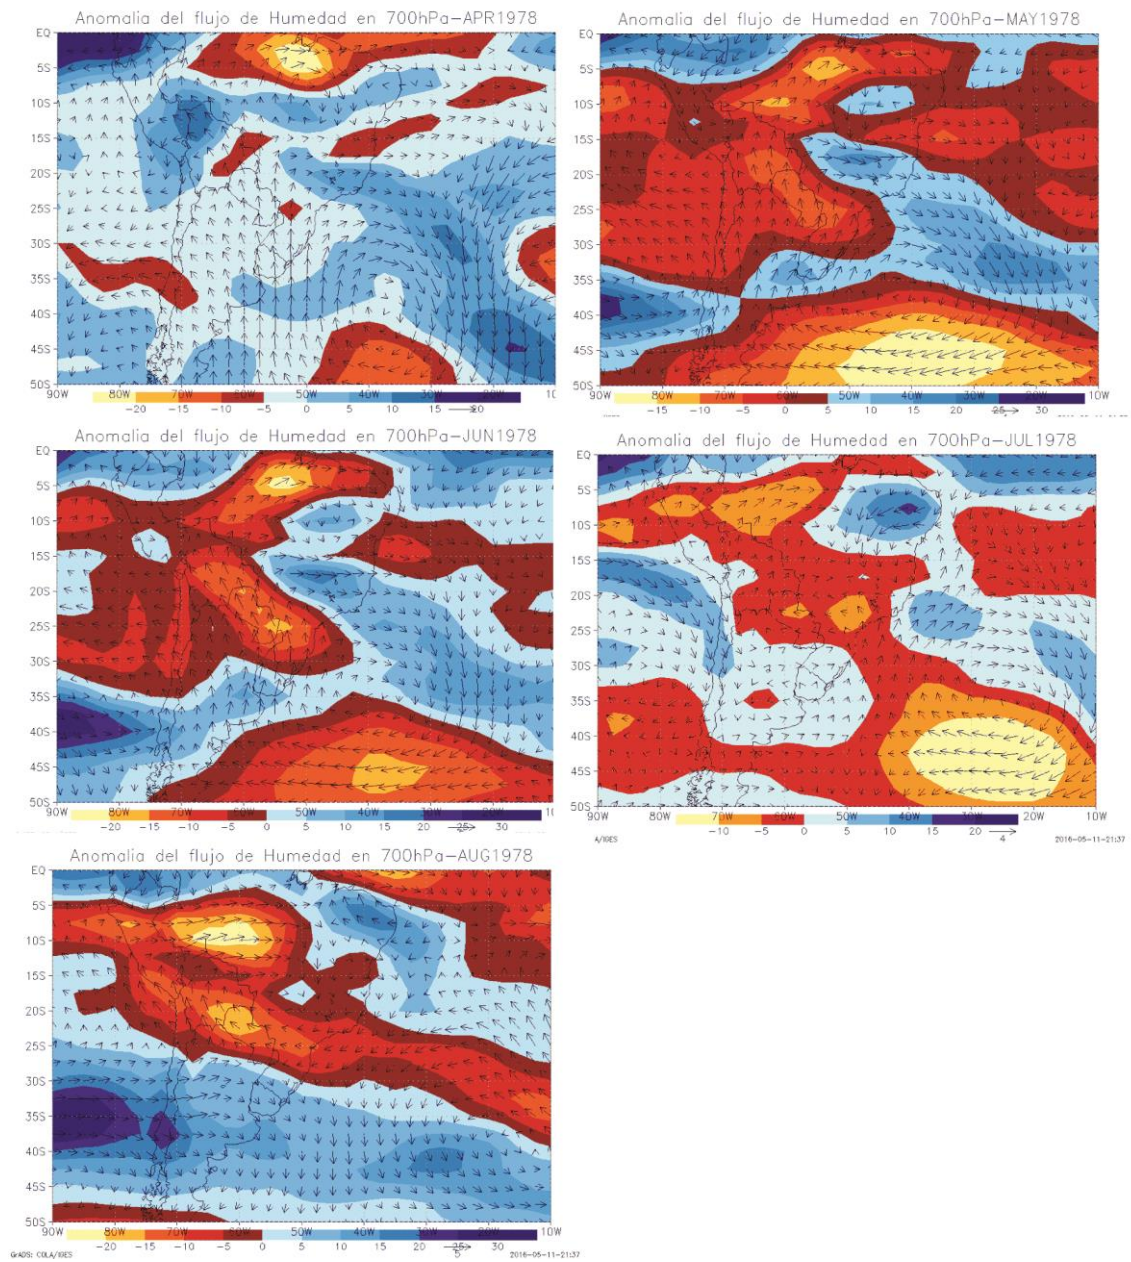 Anomalia del flujo de Humedad en 700hPa-APR1978
EQ
5S
10S
15S
20S
25S
30S
35S
40S
45S
50S
90W 80W 70W 60W 50W 40W 30W 20W
-20 -15 -10 -5 0 5 10 15 20
Anomalia del flujo de Humedad en 700hPa-MAY1978
EQ
5S
10S
15S
20S
25S
30S
35S
40S
45S
50S
90W 80W 70W 60W 50W 40W 30W 20W 10W
-15 -10 -5 0 5 10 15 20 25 30
Anomalia del flujo de Humedad en 700hPa-JUN1978
EQ
5S
10S
15S
20S
25S
30S
35S
40S
45S
50S
90W 80W 70W 60W 50W 40W 30W 20W 10W
-20 -15 -10 -5 0 5 10 15 20 25 30
Anomalia del flujo de Humedad en 700hPa-JUL1978
EQ
5S
10S
15S
20S
25S
30S
35S
40S
45S
50S
90W 80W 70W 60W 50W 40W 30W 20W 10W
-10 -5 0 5 10 15 20
4
A/IGES 2016-05-11-21:37
Anomalia del flujo de Humedad en 700hPa-AUG1978
EQ
5S
10S
15S
20S
25S
30S
35S
40S
45S
50S
90W 80W 70W 60W 50W 40W 30W 20W 10W
-20 -15 -10 -5 0 5 10 15 20 25 30
5
GrADS: COLA/IGES 2016-05-11-21:37